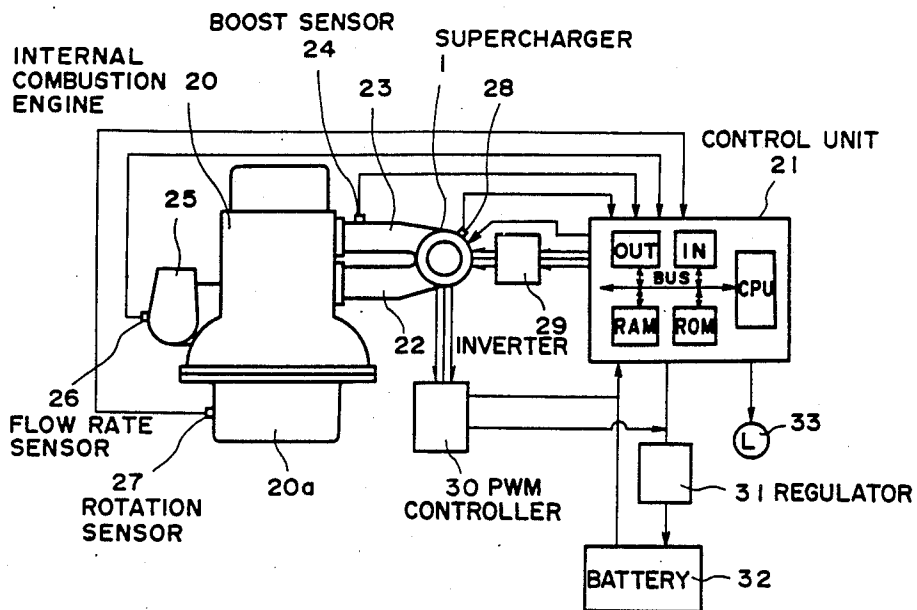 BOOST SENSOR
24
SUPERCHARGER
1
INTERNAL
COMBUSTION
ENGINE
20
23
28
CONTROL UNIT
21
25
OUT
IN
BUS
CPU
RAM
ROM
29
22
INVERTER
26
FLOW RATE
SENSOR
27
ROTATION
SENSOR
20a
30 PWM
CONTROLLER
L
33
31 REGULATOR
BATTERY
32